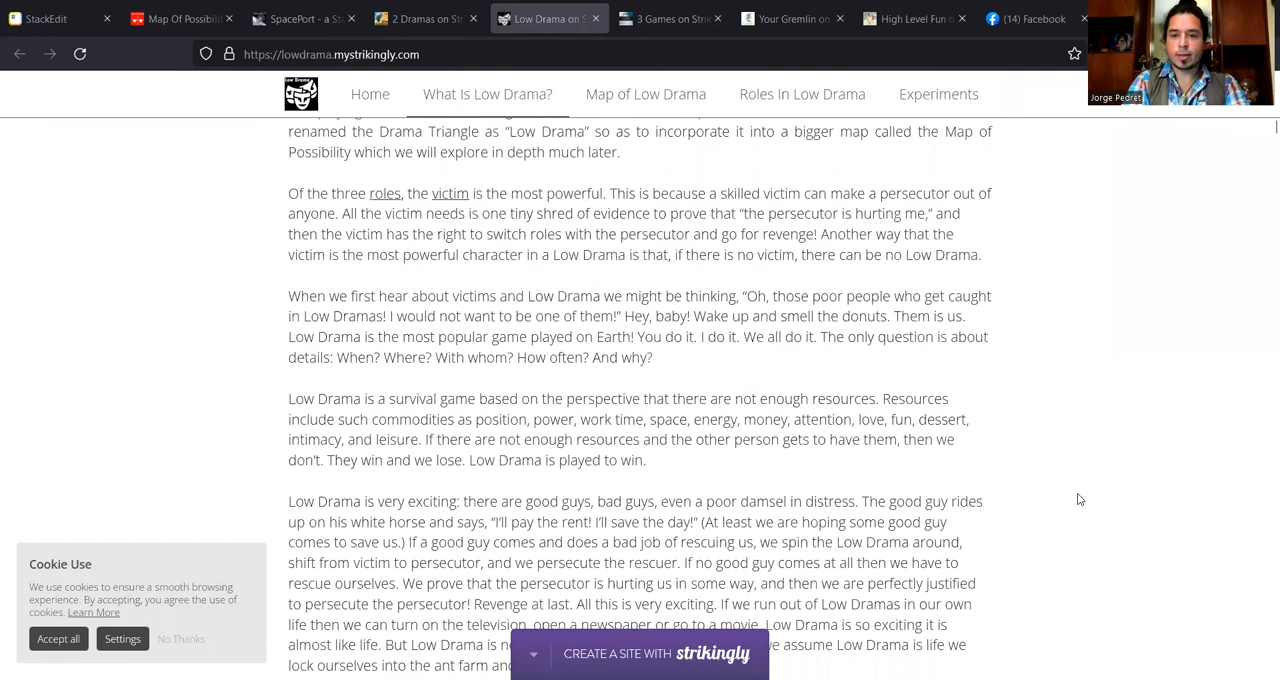 StackEdit
Map Of Possibili
SpacePort - a St
2 Dramas on Str
Low Drama on S
3 Games on Strik
Your Gremlin on
High Level Fun o
(14) Facebook
https://lowdrama.mystrikingly.com
Jorge Pedret
Low Drama
Home
What Is Low Drama?
Map of Low Drama
Roles In Low Drama
Experiments
renamed the Drama Triangle as “Low Drama” so as to incorporate it into a bigger map called the Map of
Possibility which we will explore in depth much later.
Of the three roles, the victim is the most powerful. This is because a skilled victim can make a persecutor out of
anyone. All the victim needs is one tiny shred of evidence to prove that “the persecutor is hurting me,” and
then the victim has the right to switch roles with the persecutor and go for revenge! Another way that the
victim is the most powerful character in a Low Drama is that, if there is no victim, there can be no Low Drama.
When we first hear about victims and Low Drama we might be thinking, “Oh, those poor people who get caught
in Low Dramas! I would not want to be one of them!” Hey, baby! Wake up and smell the donuts. Them is us.
Low Drama is the most popular game played on Earth! You do it. I do it. We all do it. The only question is about
details: When? Where? With whom? How often? And why?
Low Drama is a survival game based on the perspective that there are not enough resources. Resources
include such commodities as position, power, work time, space, energy, money, attention, love, fun, dessert,
intimacy, and leisure. If there are not enough resources and the other person gets to have them, then we
don't. They win and we lose. Low Drama is played to win.
Low Drama is very exciting: there are good guys, bad guys, even a poor damsel in distress. The good guy rides
up on his white horse and says, “I'll pay the rent! I'll save the day!” (At least we are hoping some good guy
comes to save us.) If a good guy comes and does a bad job of rescuing us, we spin the Low Drama around,
shift from victim to persecutor, and we persecute the rescuer. If no good guy comes at all then we have to
rescue ourselves. We prove that the persecutor is hurting us in some way, and then we are perfectly justified
to persecute the persecutor! Revenge at last. All this is very exciting. If we run out of Low Dramas in our own
life then we can turn on the television, open a newspaper or go to a movie. Low Drama is so exciting it is
almost like life. But Low Drama is no
e assume Low Drama is life we
lock ourselves into the ant farm and
Cookie Use
We use cookies to ensure a smooth browsing
experience. By accepting, you agree the use of
cookies. Learn More
Accept all
Settings
No Thanks
CREATE A SITE WITH strikingly